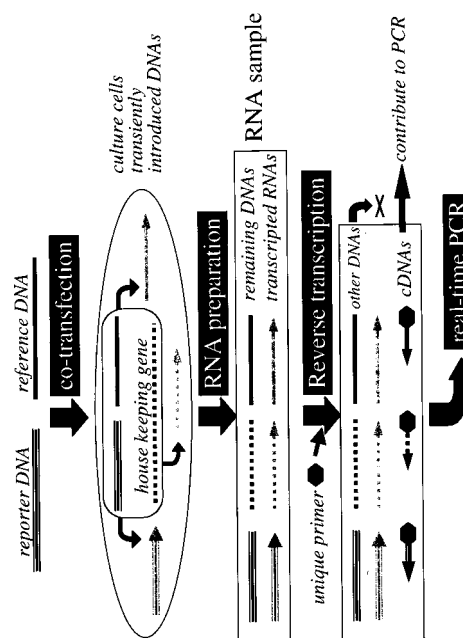 reporter DNA
reference DNA
co-transfection
culture cells
transiently
introduced DNAs
house keeping gene
RNA preparation
RNA sample
remaining DNAs
transcripted RNAs
unique primer
Reverse transcription
other DNAs
X
cDNAs
contribute to PCR
real-time PCR